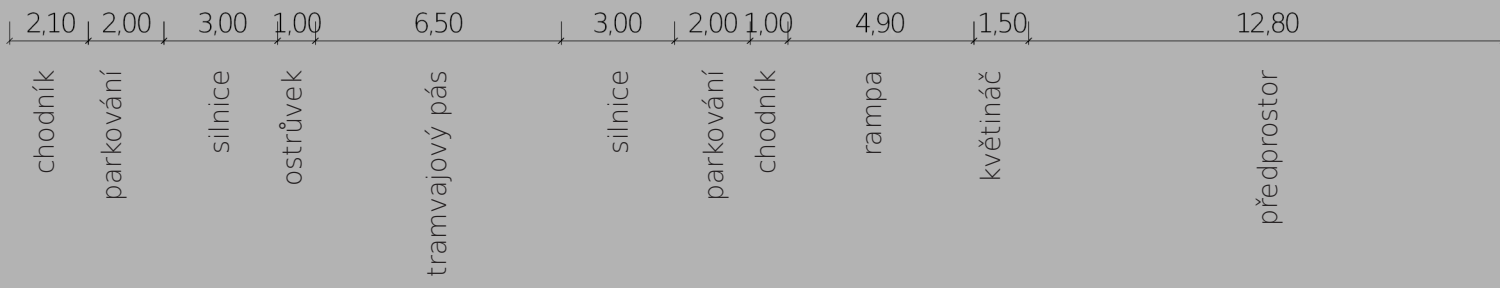 2,10 2,00 3,00 1,00 6,50 3,00 2,00 1,00 4,90 1,50 12,80
chodník
parkování
silnice
ostrůvek
tramvajový pás
silnice
parkování
chodník
rampa
květináč
předprostor